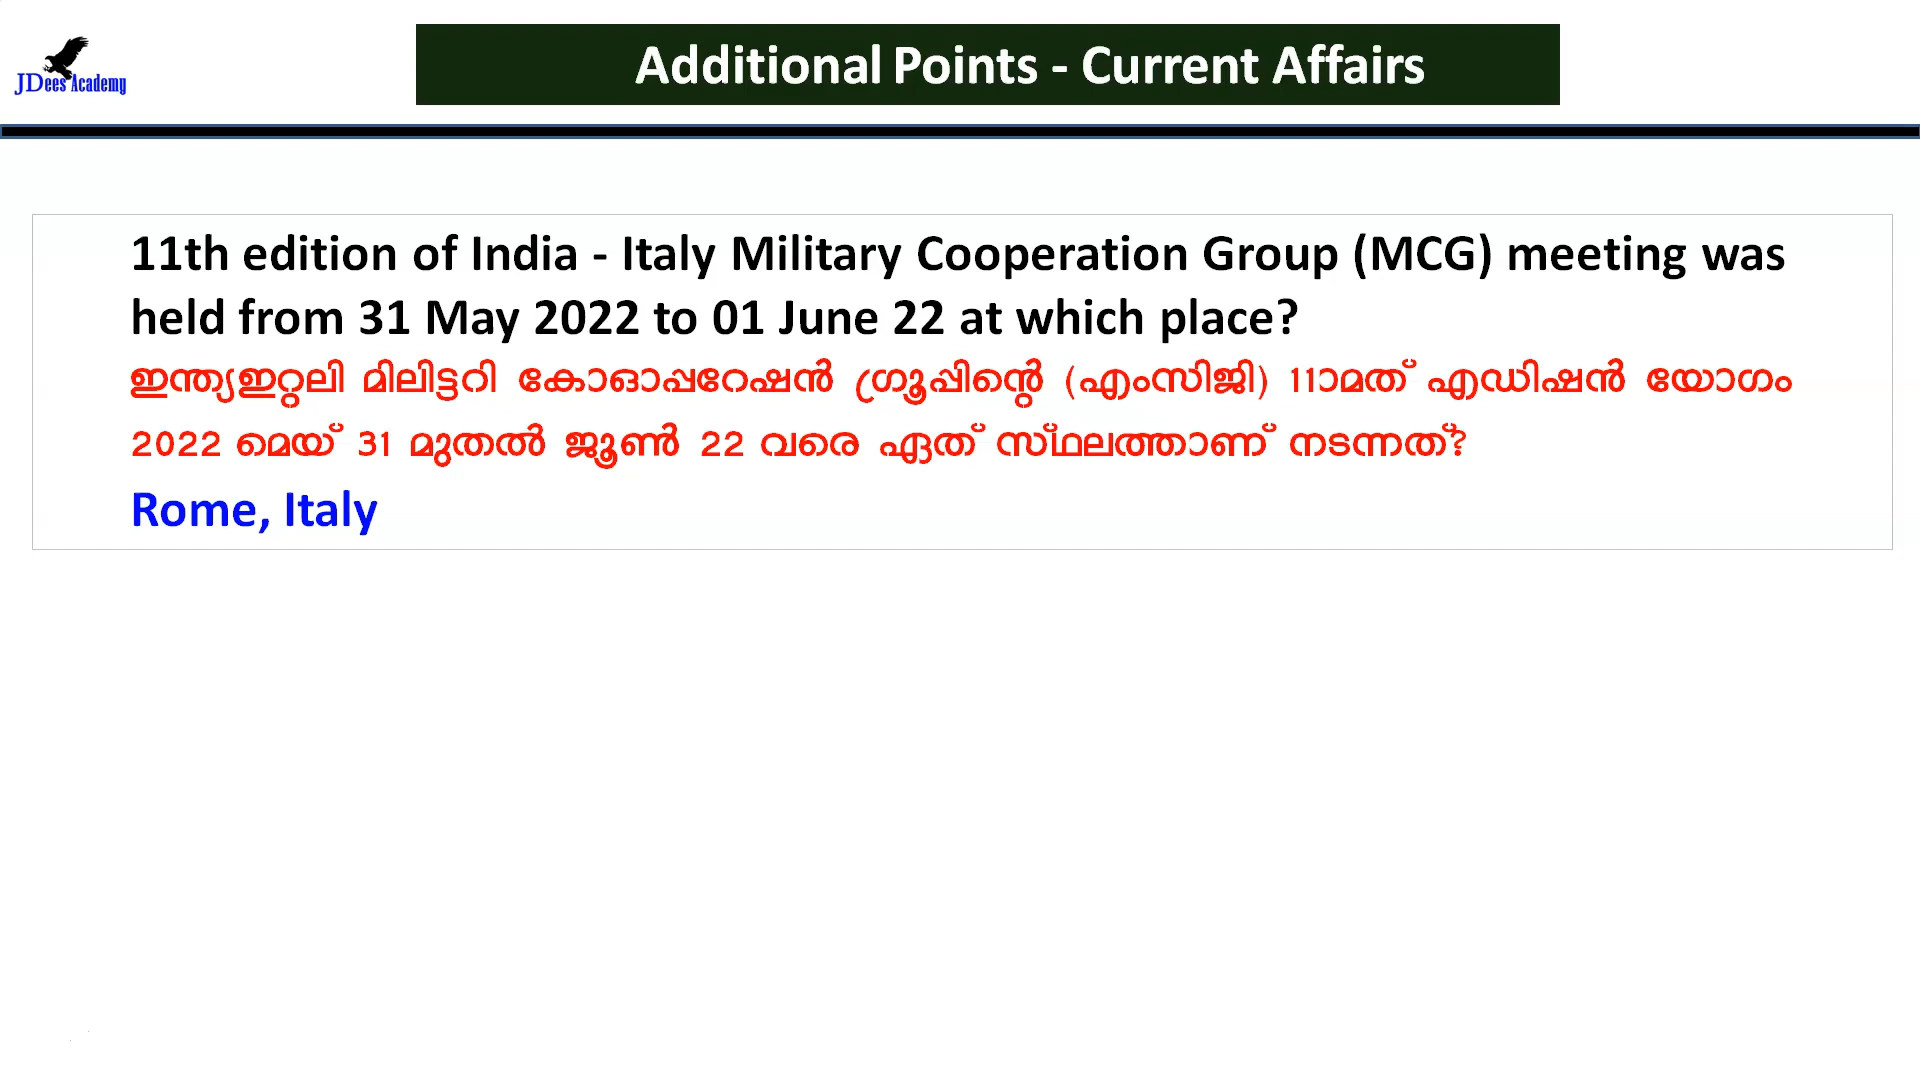 JDees Academy
Additional Points - Current Affairs
11th edition of India - Italy Military Cooperation Group (MCG) meeting was
held from 31 May 2022 to 01 June 22 at which place?
ഇന്ത്യഇറ്റലി മിലിട്ടറി കോഓപ്പറേഷൻ ഗ്രൂപ്പിന്റെ (എംസിജി) 11ാമത് എഡിഷൻ യോഗം
2022 മെയ് 31 മുതൽ ജൂൺ 22 വരെ ഏത് സ്ഥലത്താണ് നടന്നത്?
Rome, Italy